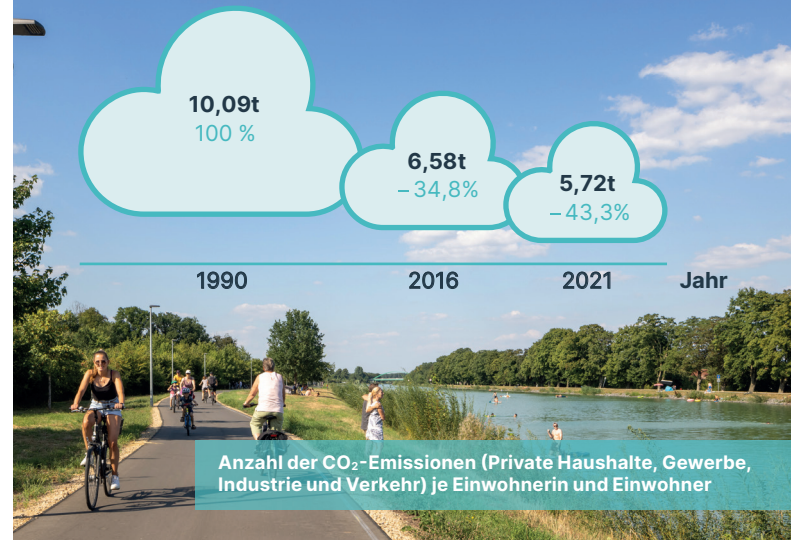 10,09t
100 %
6,58t
– 34,8%
5,72t
– 43,3%
1990
2016
2021
Jahr
Anzahl der CO₂-Emissionen (Private Haushalte, Gewerbe,
Industrie und Verkehr) je Einwohnerin und Einwohner